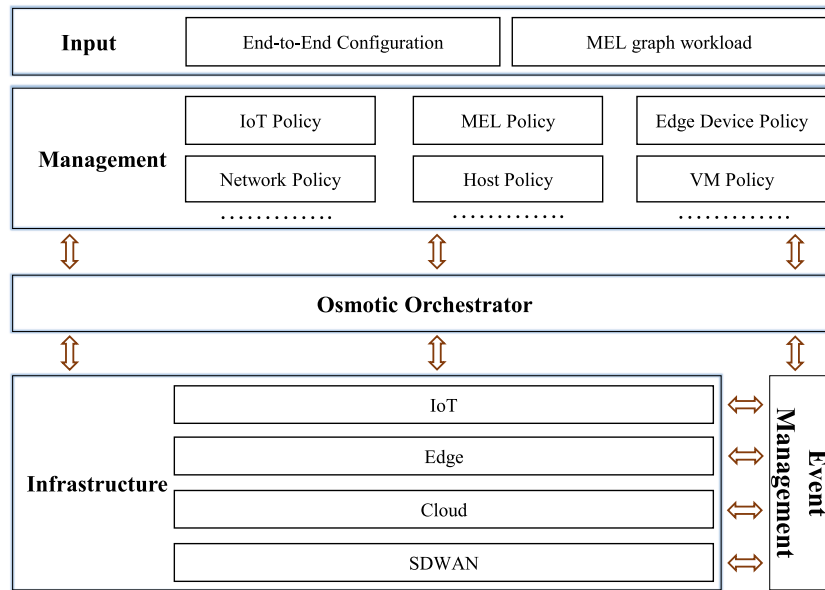 Input
End-to-End Configuration
MEL graph workload
Management
IoT Policy
MEL Policy
Edge Device Policy
Network Policy
Host Policy
VM Policy
.............
.............
.............
Osmotic Orchestrator
Infrastructure
IoT
Edge
Cloud
SDWAN
Event
Management